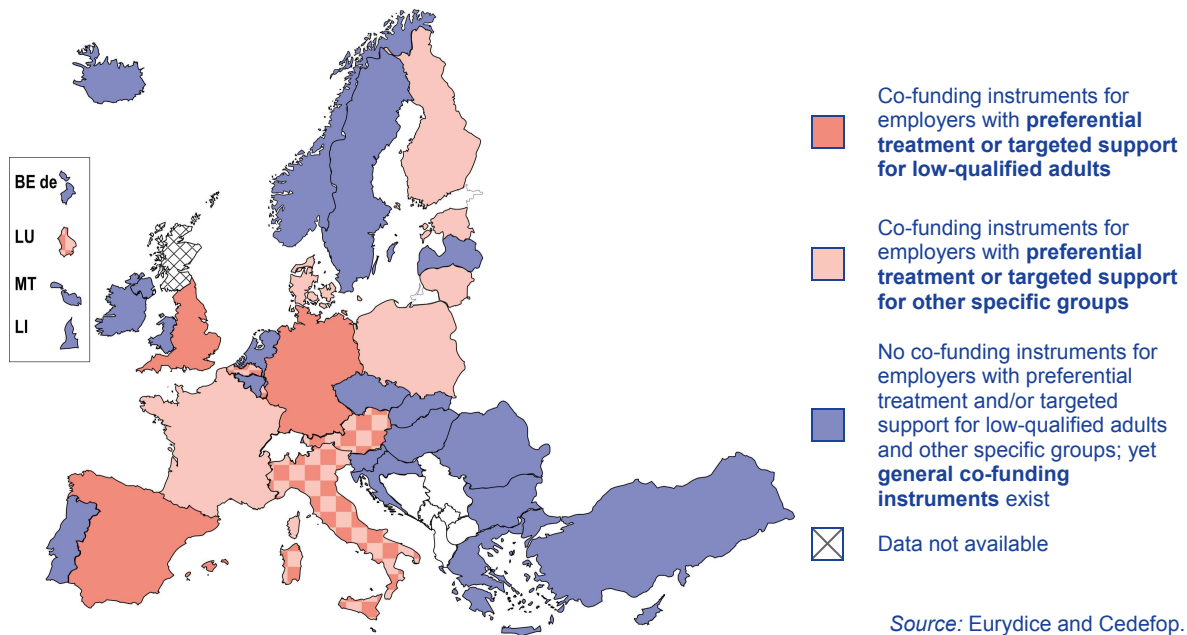 BE de
LU
MT
LI
Co-funding instruments for
employers with preferential
treatment or targeted support
for low-qualified adults
Co-funding instruments for
employers with preferential
treatment or targeted support
for other specific groups
No co-funding instruments for
employers with preferential
treatment and/or targeted
support for low-qualified adults
and other specific groups; yet
general co-funding
instruments exist
Data not available
Source: Eurydice and Cedefop.